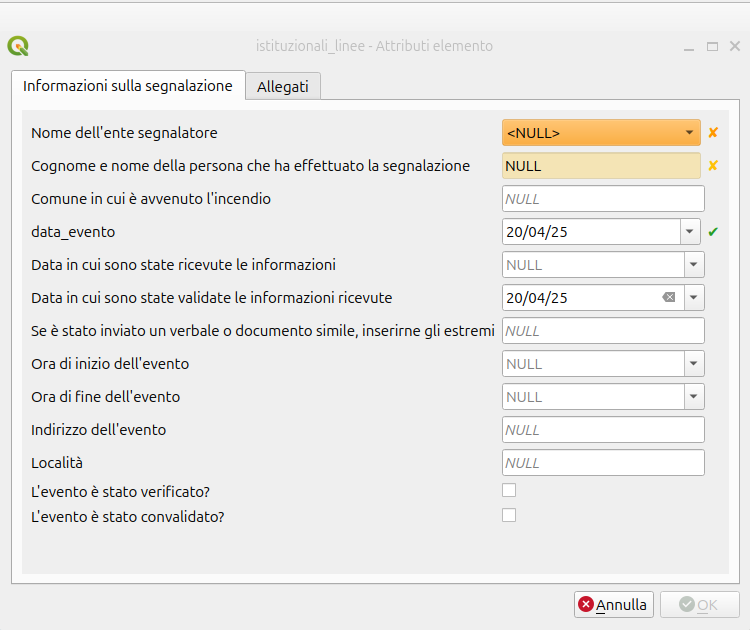 istituzionali_linee - Attributi elemento
Informazioni sulla segnalazione
Allegati
Nome dell'ente segnalatore
<NULL>
Cognome e nome della persona che ha effettuato la segnalazione
NULL
Comune in cui è avvenuto l'incendio
NULL
data_evento
20/04/25
Data in cui sono state ricevute le informazioni
NULL
Data in cui sono state validate le informazioni ricevute
20/04/25
Se è stato inviato un verbale o documento simile, inserirne gli estremi
NULL
Ora di inizio dell'evento
NULL
Ora di fine dell'evento
NULL
Indirizzo dell'evento
NULL
Località
NULL
L'evento è stato verificato?
L'evento è stato convalidato?
Annulla
OK